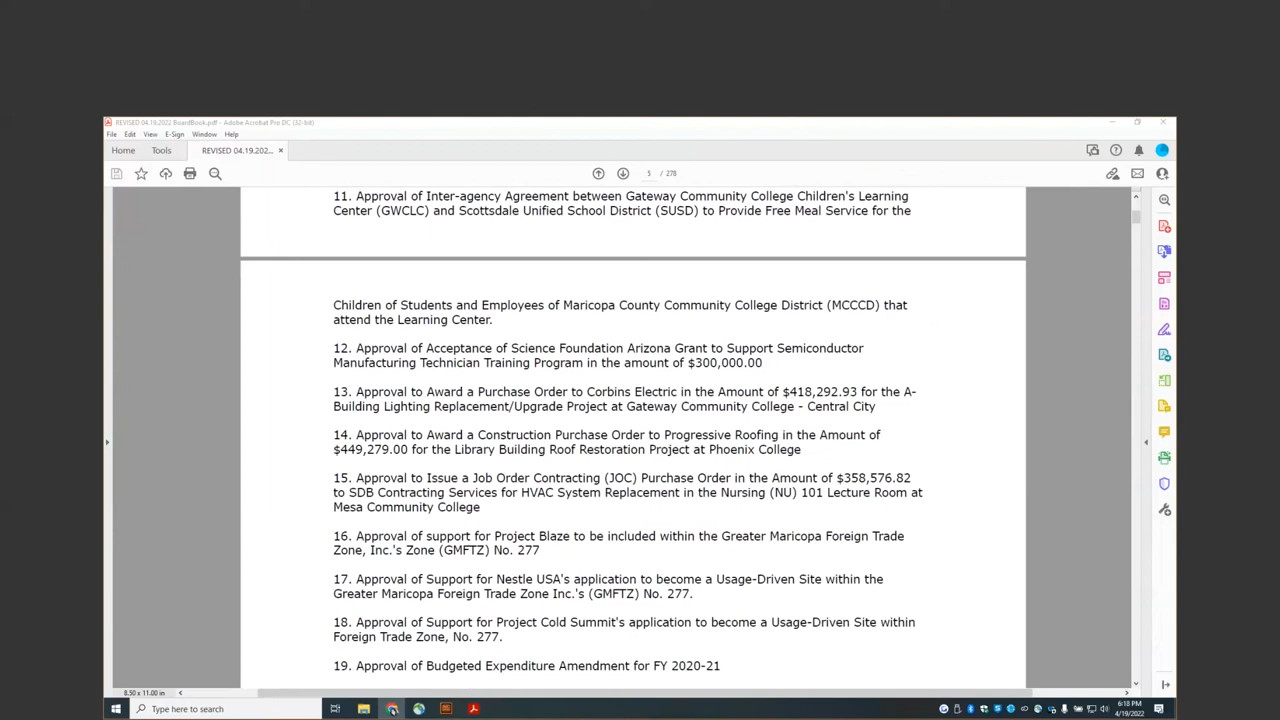 REVISED 04.19.2022 BoardBook.pdf - Adobe Acrobat Pro DC (32-bit)
File Edit View E-Sign Window Help
Home Tools REVISED 04.19.202... ×
5 / 278
11. Approval of Inter-agency Agreement between Gateway Community College Children's Learning
Center (GWCLC) and Scottsdale Unified School District (SUSD) to Provide Free Meal Service for the
Children of Students and Employees of Maricopa County Community College District (MCCCD) that
attend the Learning Center.
12. Approval of Acceptance of Science Foundation Arizona Grant to Support Semiconductor
Manufacturing Technician Training Program in the amount of $300,000.00
13. Approval to Award a Purchase Order to Corbins Electric in the Amount of $418,292.93 for the A-
Building Lighting Replacement/Upgrade Project at Gateway Community College - Central City
14. Approval to Award a Construction Purchase Order to Progressive Roofing in the Amount of
$449,279.00 for the Library Building Roof Restoration Project at Phoenix College
15. Approval to Issue a Job Order Contracting (JOC) Purchase Order in the Amount of $358,576.82
to SDB Contracting Services for HVAC System Replacement in the Nursing (NU) 101 Lecture Room at
Mesa Community College
16. Approval of support for Project Blaze to be included within the Greater Maricopa Foreign Trade
Zone, Inc.'s Zone (GMFTZ) No. 277
17. Approval of Support for Nestle USA's application to become a Usage-Driven Site within the
Greater Maricopa Foreign Trade Zone Inc.'s (GMFTZ) No. 277.
18. Approval of Support for Project Cold Summit's application to become a Usage-Driven Site within
Foreign Trade Zone, No. 277.
19. Approval of Budgeted Expenditure Amendment for FY 2020-21
8.50 x 11.00 in
Type here to search
6:18 PM
4/19/2022